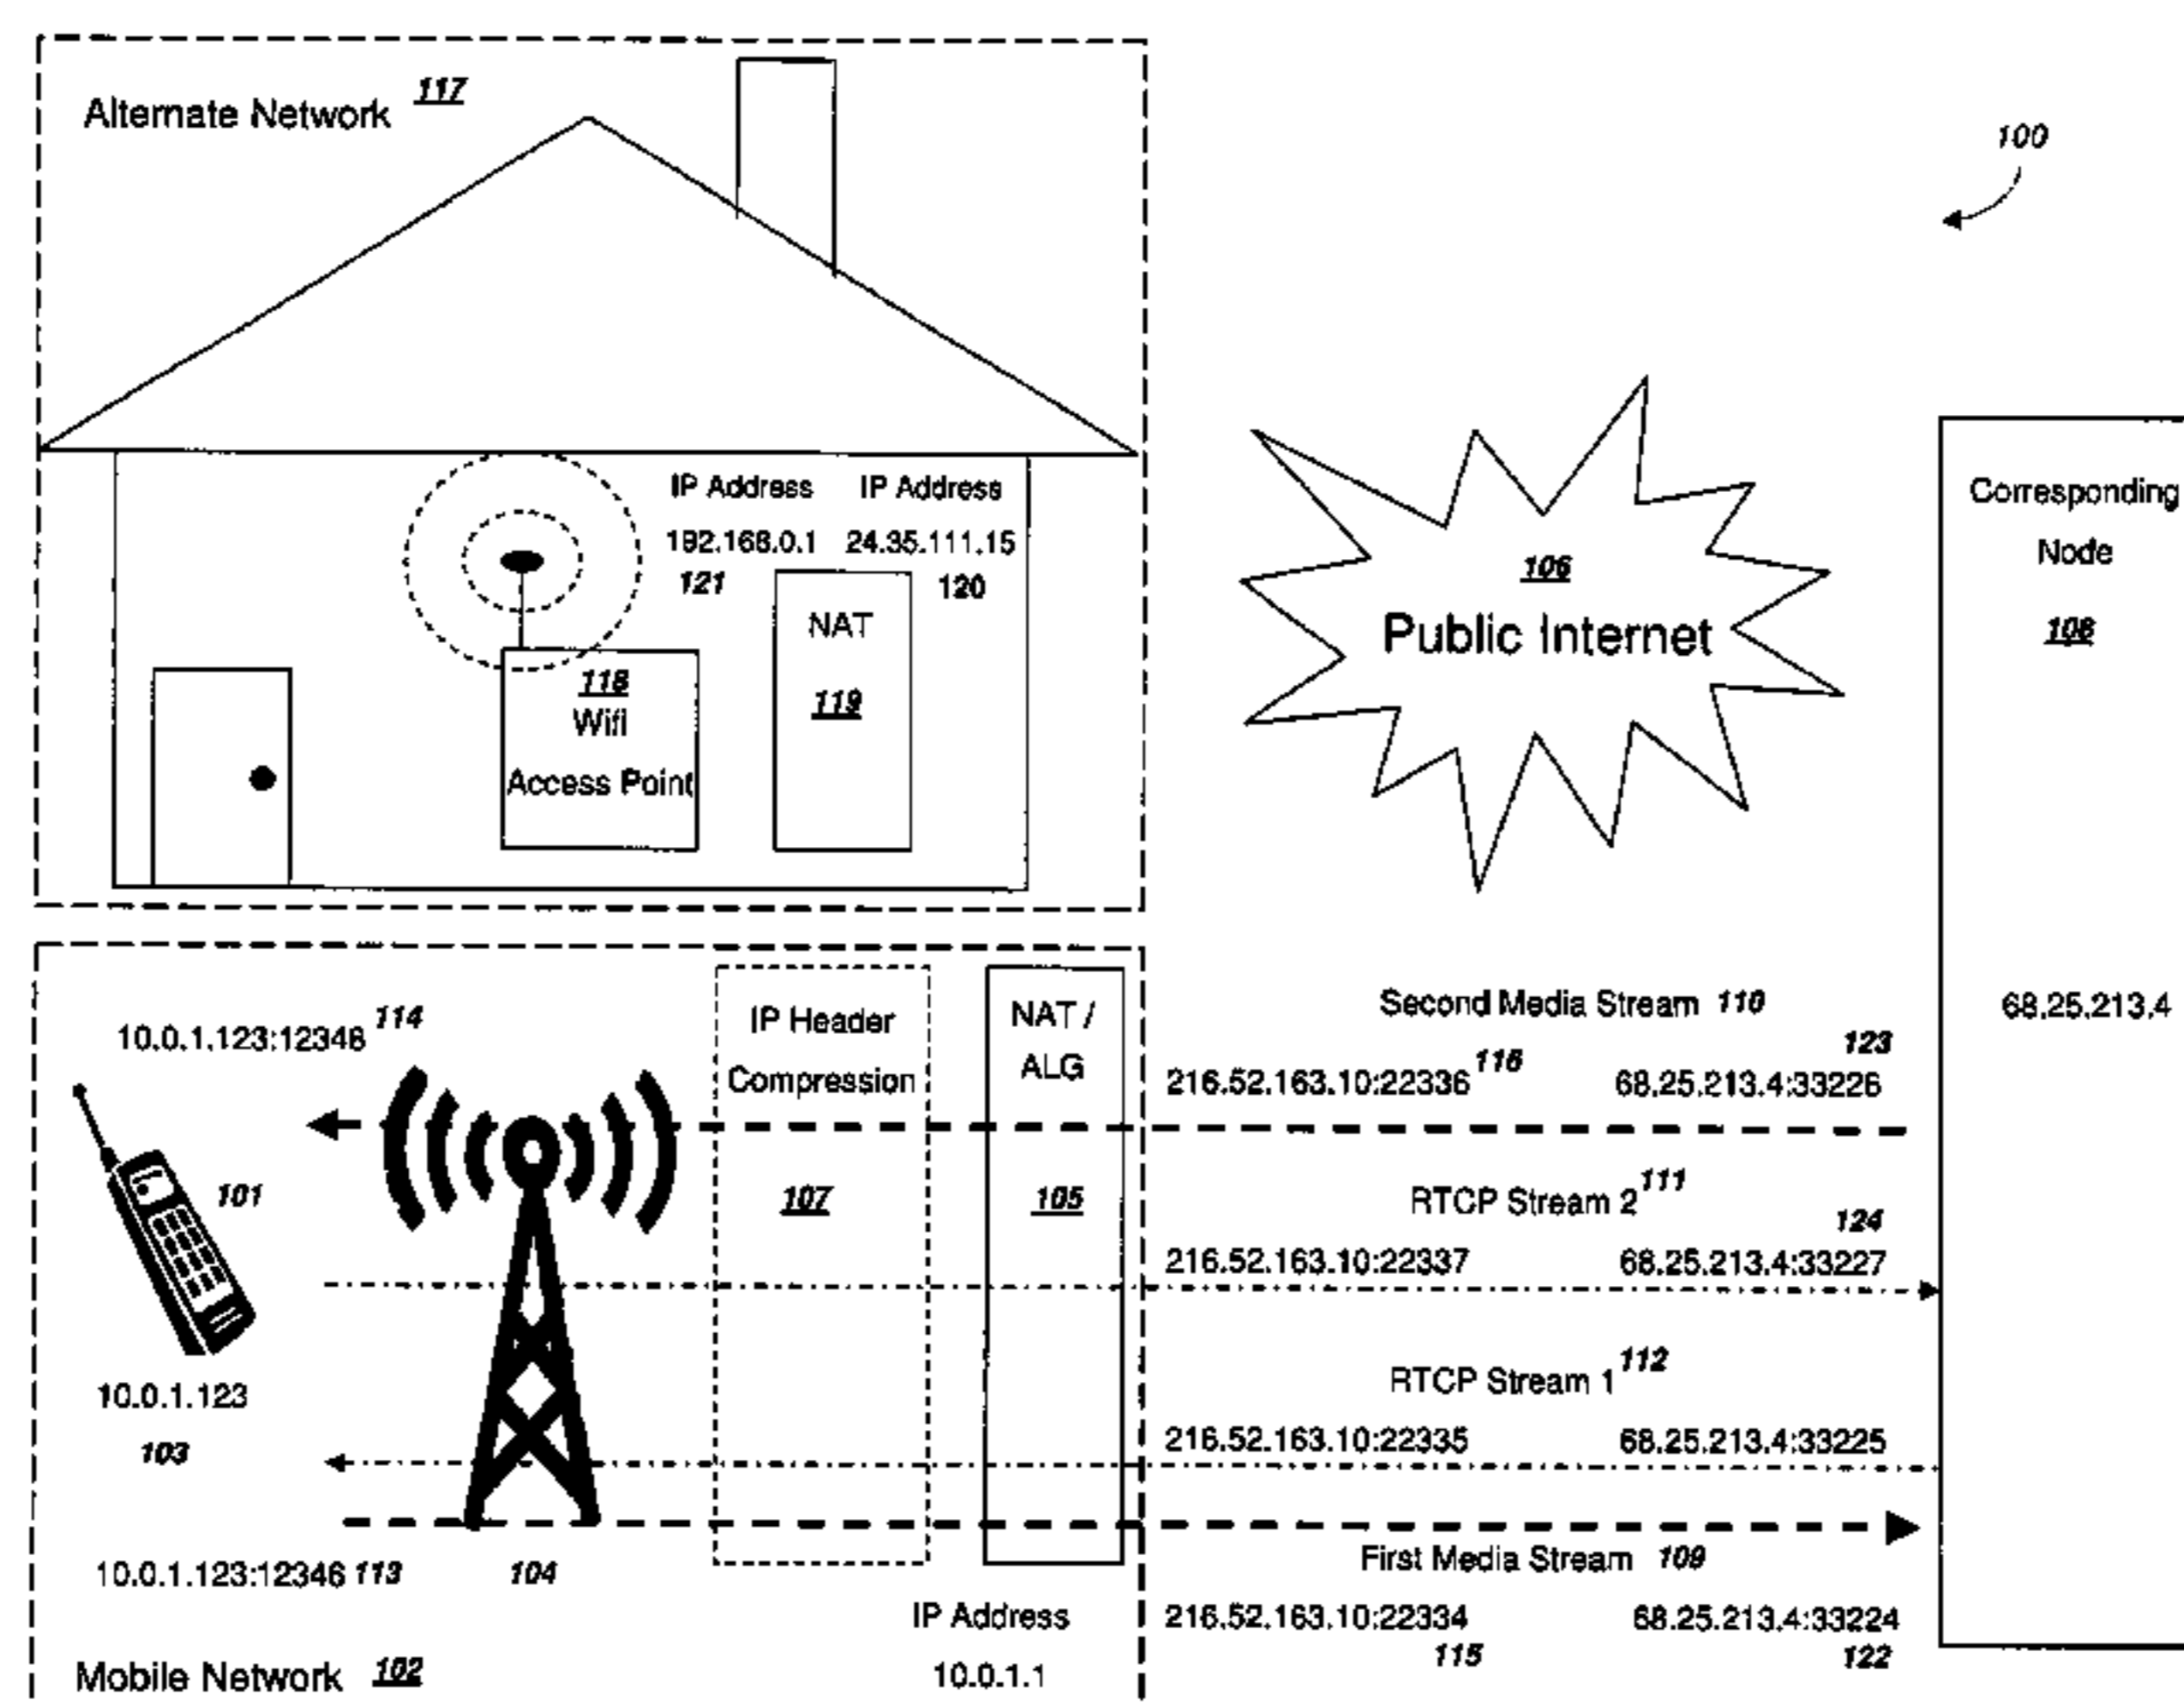 Alternate Network 117
100
IP Address IP Address
192.168.0.1 24.35.111.15
121 120
NAT
119
118
Wifi
Access Point
106
Public Internet
Corresponding
Node
108
68.25.213.4
10.0.1.123:12348 114
IP Header
Compression
107
NAT /
ALG
105
101
10.0.1.123
103
10.0.1.123:12346 113
104
Mobile Network 102
IP Address
10.0.1.1
Second Media Stream 110
123
216.52.163.10:22336 116 68.25.213.4:33226
RTCP Stream 2 111
124
216.52.163.10:22337 68.25.213.4:33227
RTCP Stream 1 112
216.52.163.10:22335 68.25.213.4:33225
First Media Stream 109
216.52.163.10:22334 68.25.213.4:33224
115 122